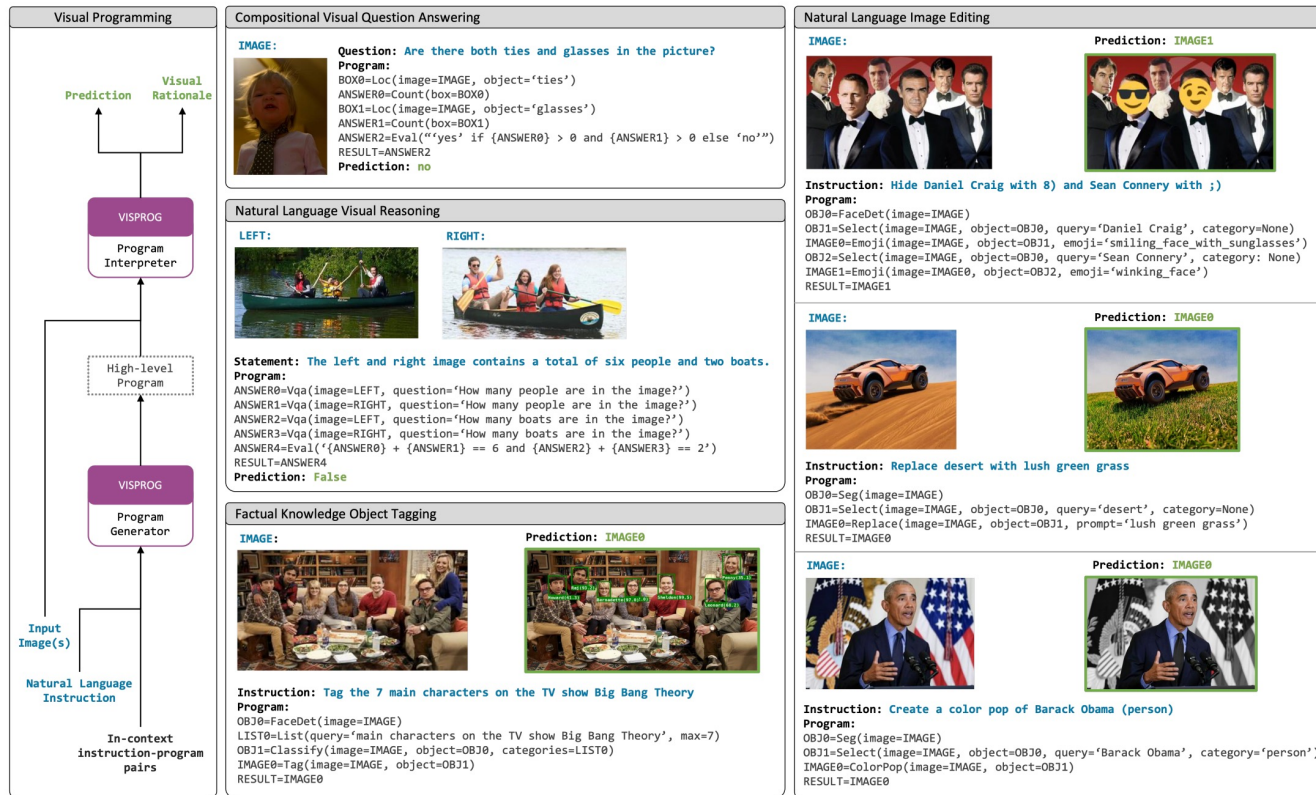 Visual Programming
Prediction
Visual
Rationale
VISPROG
Program
Interpreter
High-level
Program
VISPROG
Program
Generator
Input
Image(s)
Natural Language
Instruction
In-context
instruction-program
pairs
Compositional Visual Question Answering
IMAGE:
Question: Are there both ties and glasses in the picture?
Program:
BOX0=Loc(image=IMAGE, object=‘ties’)
ANSWER0=Count(box=BOX0)
BOX1=Loc(image=IMAGE, object=‘glasses’)
ANSWER1=Count(box=BOX1)
ANSWER2=Eval(“‘yes’ if {ANSWER0} > 0 and {ANSWER1} > 0 else ‘no’”)
RESULT=ANSWER2
Prediction: no
Natural Language Visual Reasoning
LEFT:
RIGHT:
Statement: The left and right image contains a total of six people and two boats.
Program:
ANSWER0=Vqa(image=LEFT, question=‘How many people are in the image?’)
ANSWER1=Vqa(image=RIGHT, question=‘How many people are in the image?’)
ANSWER2=Vqa(image=LEFT, question=‘How many boats are in the image?’)
ANSWER3=Vqa(image=RIGHT, question=‘How many boats are in the image?’)
ANSWER4=Eval(‘{ANSWER0} + {ANSWER1} == 6 and {ANSWER2} + {ANSWER3} == 2’)
RESULT=ANSWER4
Prediction: False
Factual Knowledge Object Tagging
IMAGE:
Prediction: IMAGE0
Instruction: Tag the 7 main characters on the TV show Big Bang Theory
Program:
OBJ0=FaceDet(image=IMAGE)
LIST0=List(query=‘main characters on the TV show Big Bang Theory’, max=7)
OBJ1=Classify(image=IMAGE, object=OBJ0, categories=LIST0)
IMAGE0=Tag(image=IMAGE, object=OBJ1)
RESULT=IMAGE0
Natural Language Image Editing
IMAGE:
Prediction: IMAGE1
Instruction: Hide Daniel Craig with 8) and Sean Connery with ;)
Program:
OBJ0=FaceDet(image=IMAGE)
OBJ1=Select(image=IMAGE, object=OBJ0, query=‘Daniel Craig’, category=None)
IMAGE0=Emoji(image=IMAGE, object=OBJ1, emoji=‘smiling_face_with_sunglasses’)
OBJ2=Select(image=IMAGE, object=OBJ0, query=‘Sean Connery’, category: None)
IMAGE1=Emoji(image=IMAGE0, object=OBJ2, emoji=‘winking_face’)
RESULT=IMAGE1
IMAGE:
Prediction: IMAGE0
Instruction: Replace desert with lush green grass
Program:
OBJ0=Seg(image=IMAGE)
OBJ1=Select(image=IMAGE, object=OBJ0, query=‘desert’, category=None)
IMAGE0=Replace(image=IMAGE, object=OBJ1, prompt=‘lush green grass’)
RESULT=IMAGE0
IMAGE:
Prediction: IMAGE0
Instruction: Create a color pop of Barack Obama (person)
Program:
OBJ0=Seg(image=IMAGE)
OBJ1=Select(image=IMAGE, object=OBJ0, query=‘Barack Obama’, category=‘person’)
IMAGE0=ColorPop(image=IMAGE, object=OBJ1)
RESULT=IMAGE0